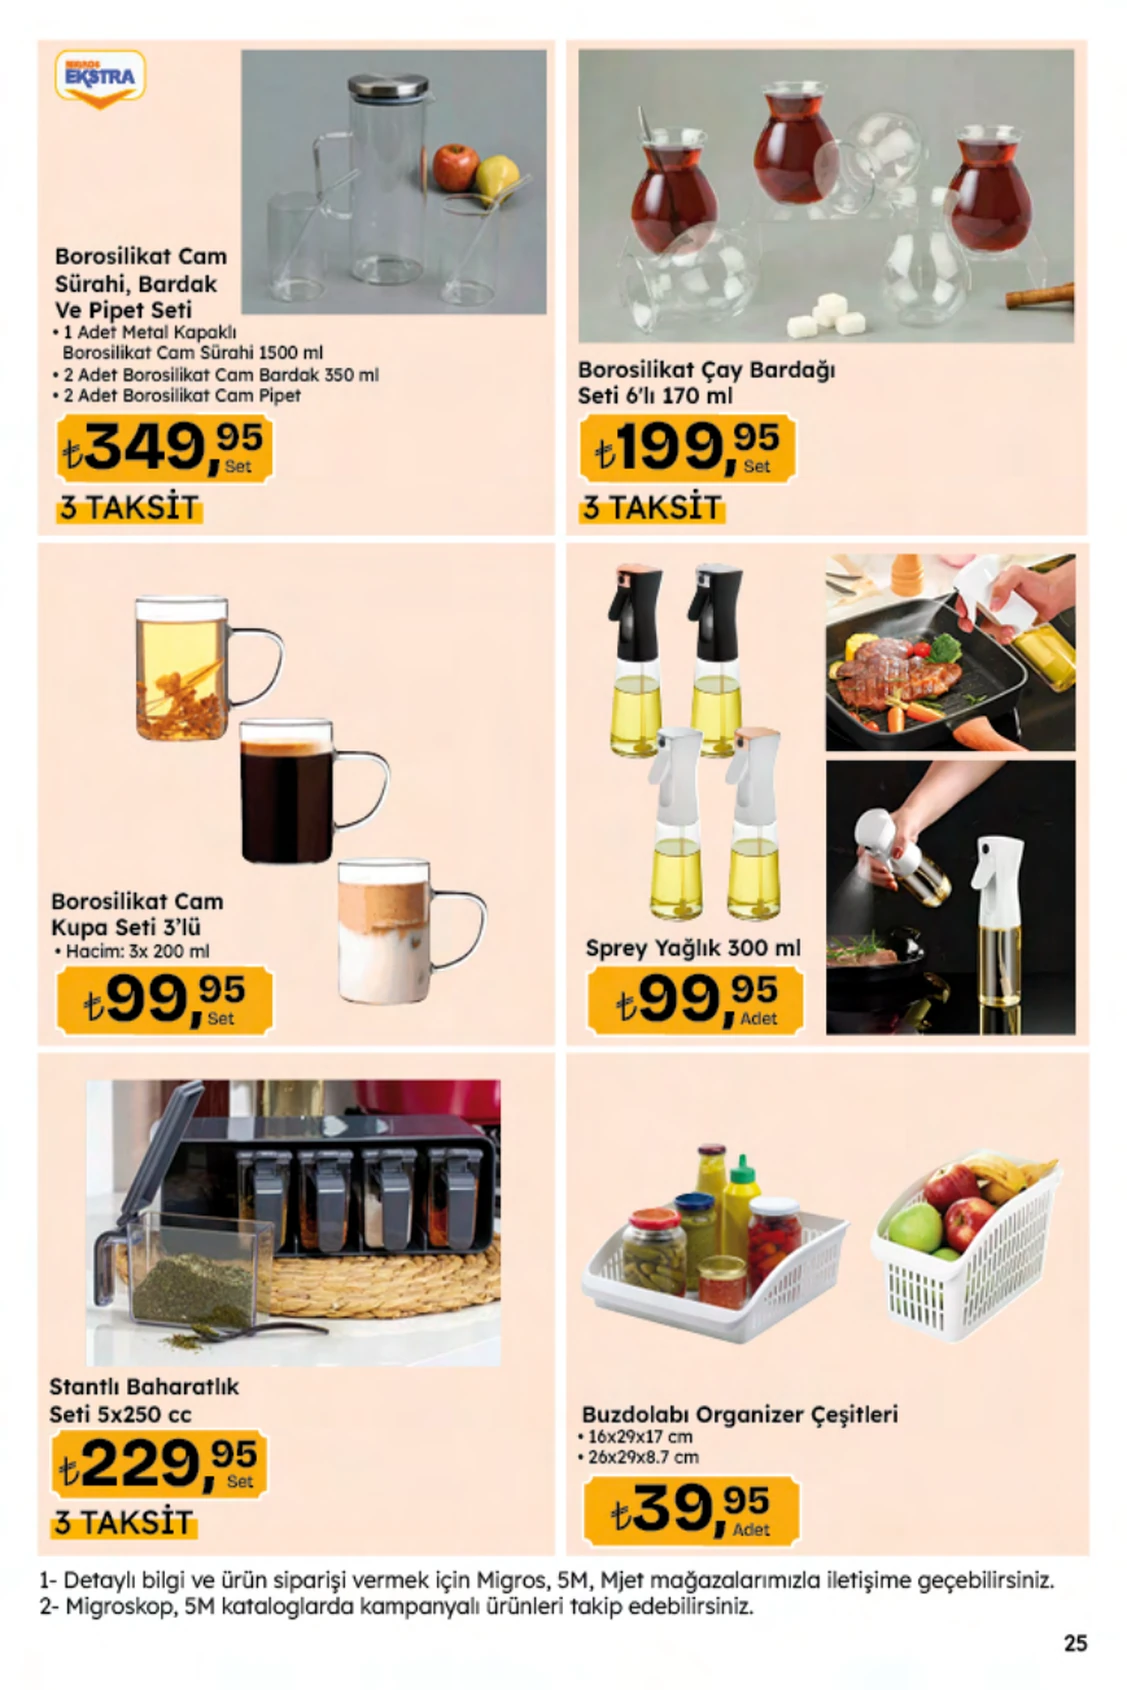 MIGROS
EKSTRA
Borosilikat Cam
Sürahi, Bardak
Ve Pipet Seti
• 1 Adet Metal Kapaklı
Borosilikat Cam Sürahi 1500 ml
• 2 Adet Borosilikat Cam Bardak 350 ml
• 2 Adet Borosilikat Cam Pipet
₺349,95
Set
3 TAKSİT
Borosilikat Çay Bardağı
Seti 6'lı 170 ml
₺199,95
Set
3 TAKSİT
Borosilikat Cam
Kupa Seti 3'lü
• Hacim: 3x 200 ml
₺99,95
Set
Sprey Yağlık 300 ml
₺99,95
Adet
Stantlı Baharatlık
Seti 5x250 cc
₺229,95
Set
3 TAKSİT
Buzdolabı Organizer Çeşitleri
• 16x29x17 cm
• 26x29x8.7 cm
₺39,95
Adet
1- Detaylı bilgi ve ürün siparişi vermek için Migros, 5M, Mjet mağazalarımızla iletişime geçebilirsiniz.
2- Migroskop, 5M kataloglarda kampanyalı ürünleri takip edebilirsiniz.
25